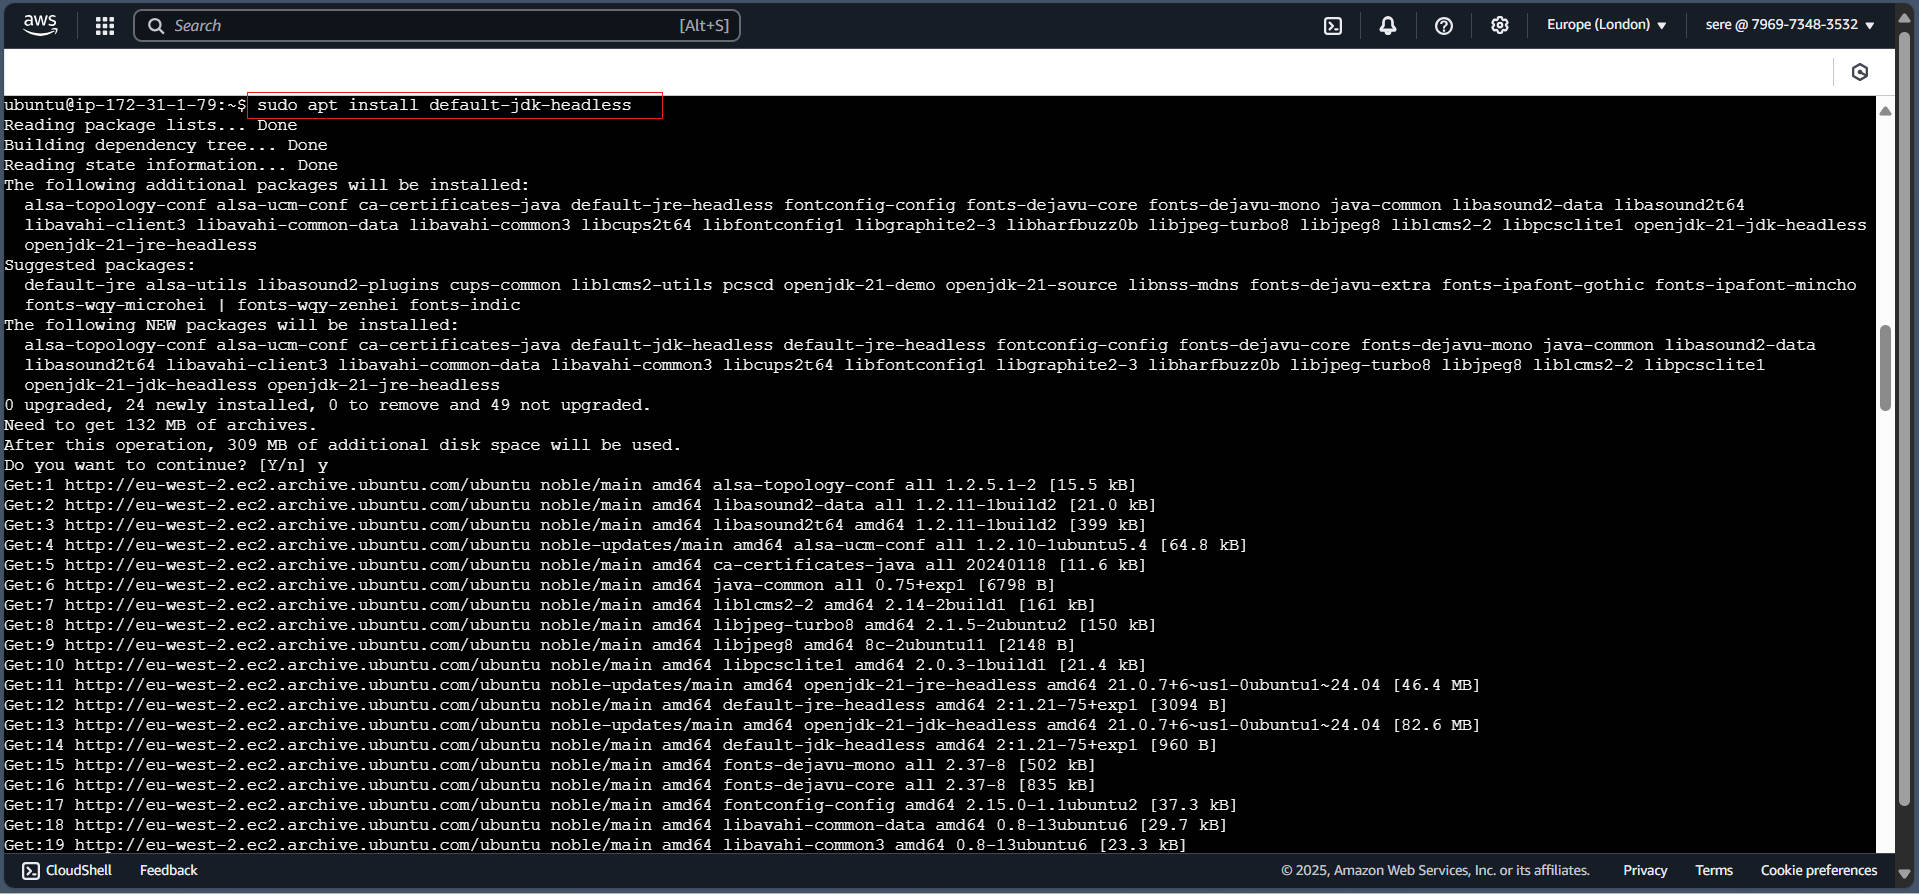 aws
Search [Alt+S]
Europe (London)
sere @ 7969-7348-3532
ubuntu@ip-172-31-1-79:~$ sudo apt install default-jdk-headless
Reading package lists... Done
Building dependency tree... Done
Reading state information... Done
The following additional packages will be installed:
alsa-topology-conf alsa-ucm-conf ca-certificates-java default-jre-headless fontconfig-config fonts-dejavu-core fonts-dejavu-mono java-common libasound2-data libasound2t64
libavahi-client3 libavahi-common-data libavahi-common3 libcups2t64 libfontconfig1 libgraphite2-3 libharfbuzz0b libjpeg-turbo8 libjpeg8 liblcms2-2 libpcsclite1 openjdk-21-jdk-headless
openjdk-21-jre-headless
Suggested packages:
default-jre alsa-utils libasound2-plugins cups-common liblcms2-utils pcscd openjdk-21-demo openjdk-21-source libnss-mdns fonts-dejavu-extra fonts-ipafont-gothic fonts-ipafont-mincho
fonts-wqy-microhei | fonts-wqy-zenhei fonts-indic
The following NEW packages will be installed:
alsa-topology-conf alsa-ucm-conf ca-certificates-java default-jdk-headless default-jre-headless fontconfig-config fonts-dejavu-core fonts-dejavu-mono java-common libasound2-data
libasound2t64 libavahi-client3 libavahi-common-data libavahi-common3 libcups2t64 libfontconfig1 libgraphite2-3 libharfbuzz0b libjpeg-turbo8 libjpeg8 liblcms2-2 libpcsclite1
openjdk-21-jdk-headless openjdk-21-jre-headless
0 upgraded, 24 newly installed, 0 to remove and 49 not upgraded.
Need to get 132 MB of archives.
After this operation, 309 MB of additional disk space will be used.
Do you want to continue? [Y/n] y
Get:1 http://eu-west-2.ec2.archive.ubuntu.com/ubuntu noble/main amd64 alsa-topology-conf all 1.2.5.1-2 [15.5 kB]
Get:2 http://eu-west-2.ec2.archive.ubuntu.com/ubuntu noble/main amd64 libasound2-data all 1.2.11-1build2 [21.0 kB]
Get:3 http://eu-west-2.ec2.archive.ubuntu.com/ubuntu noble/main amd64 libasound2t64 amd64 1.2.11-1build2 [399 kB]
Get:4 http://eu-west-2.ec2.archive.ubuntu.com/ubuntu noble-updates/main amd64 alsa-ucm-conf all 1.2.10-1ubuntu5.4 [64.8 kB]
Get:5 http://eu-west-2.ec2.archive.ubuntu.com/ubuntu noble/main amd64 ca-certificates-java all 20240118 [11.6 kB]
Get:6 http://eu-west-2.ec2.archive.ubuntu.com/ubuntu noble/main amd64 java-common all 0.75+exp1 [6798 B]
Get:7 http://eu-west-2.ec2.archive.ubuntu.com/ubuntu noble/main amd64 liblcms2-2 amd64 2.14-2build1 [161 kB]
Get:8 http://eu-west-2.ec2.archive.ubuntu.com/ubuntu noble/main amd64 libjpeg-turbo8 amd64 2.1.5-2ubuntu2 [150 kB]
Get:9 http://eu-west-2.ec2.archive.ubuntu.com/ubuntu noble/main amd64 libjpeg8 amd64 8c-2ubuntu11 [2148 B]
Get:10 http://eu-west-2.ec2.archive.ubuntu.com/ubuntu noble/main amd64 libpcsclite1 amd64 2.0.3-1build1 [21.4 kB]
Get:11 http://eu-west-2.ec2.archive.ubuntu.com/ubuntu noble-updates/main amd64 openjdk-21-jre-headless amd64 21.0.7+6~us1-0ubuntu1~24.04 [46.4 MB]
Get:12 http://eu-west-2.ec2.archive.ubuntu.com/ubuntu noble/main amd64 default-jre-headless amd64 2:1.21-75+exp1 [3094 B]
Get:13 http://eu-west-2.ec2.archive.ubuntu.com/ubuntu noble-updates/main amd64 openjdk-21-jdk-headless amd64 21.0.7+6~us1-0ubuntu1~24.04 [82.6 MB]
Get:14 http://eu-west-2.ec2.archive.ubuntu.com/ubuntu noble/main amd64 default-jdk-headless amd64 2:1.21-75+exp1 [960 B]
Get:15 http://eu-west-2.ec2.archive.ubuntu.com/ubuntu noble/main amd64 fonts-dejavu-mono all 2.37-8 [502 kB]
Get:16 http://eu-west-2.ec2.archive.ubuntu.com/ubuntu noble/main amd64 fonts-dejavu-core all 2.37-8 [835 kB]
Get:17 http://eu-west-2.ec2.archive.ubuntu.com/ubuntu noble/main amd64 fontconfig-config amd64 2.15.0-1.1ubuntu2 [37.3 kB]
Get:18 http://eu-west-2.ec2.archive.ubuntu.com/ubuntu noble/main amd64 libavahi-common-data amd64 0.8-13ubuntu6 [29.7 kB]
Get:19 http://eu-west-2.ec2.archive.ubuntu.com/ubuntu noble/main amd64 libavahi-common3 amd64 0.8-13ubuntu6 [23.3 kB]
CloudShell Feedback © 2025, Amazon Web Services, Inc. or its affiliates. Privacy Terms Cookie preferences